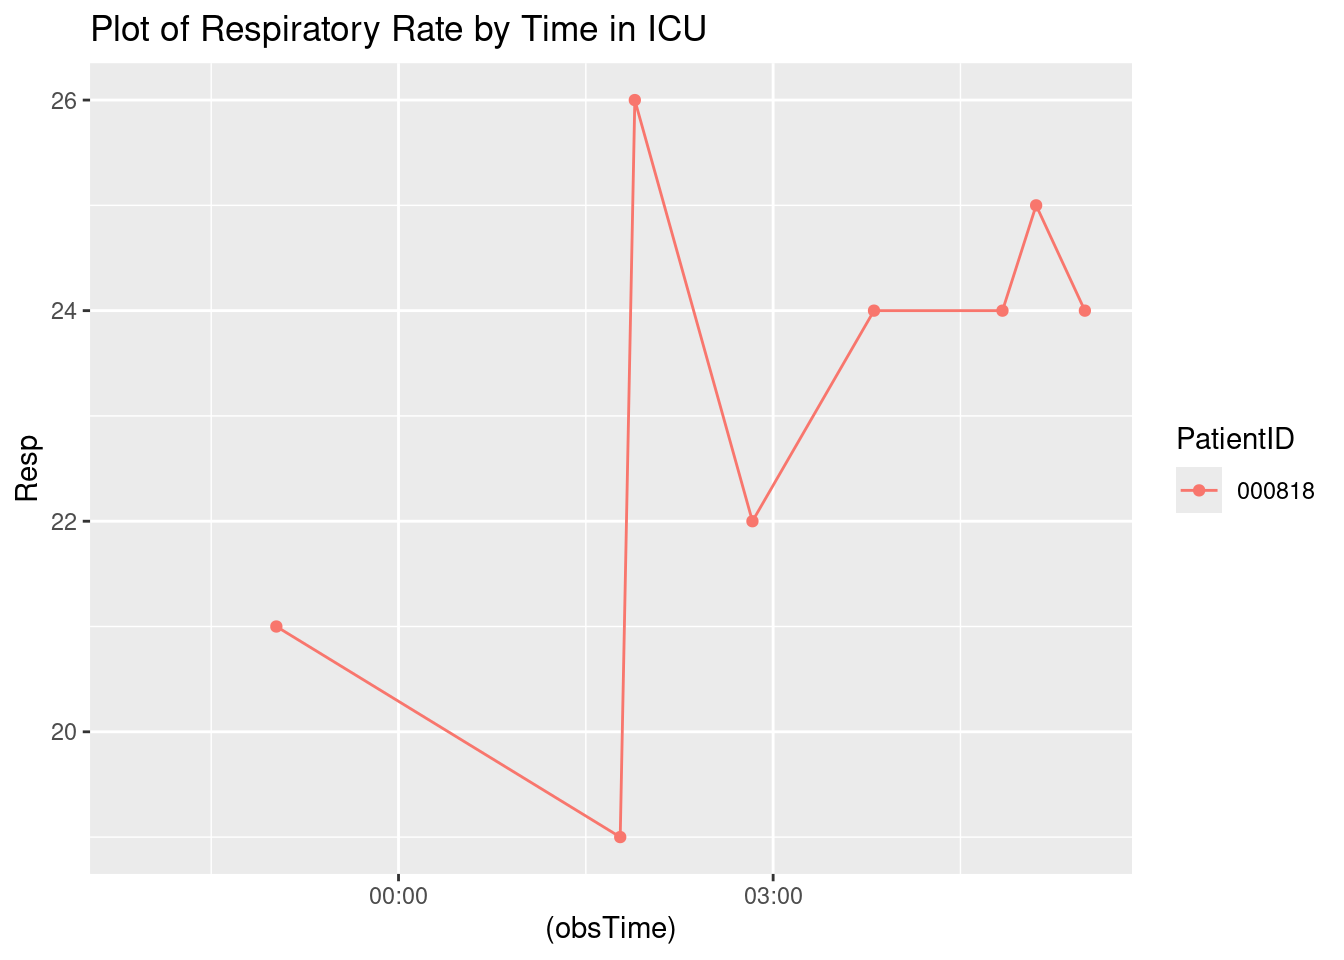 Plot of Respiratory Rate by Time in ICU
26
24
22
20
Resp
00:00
03:00
(obsTime)
PatientID
000818